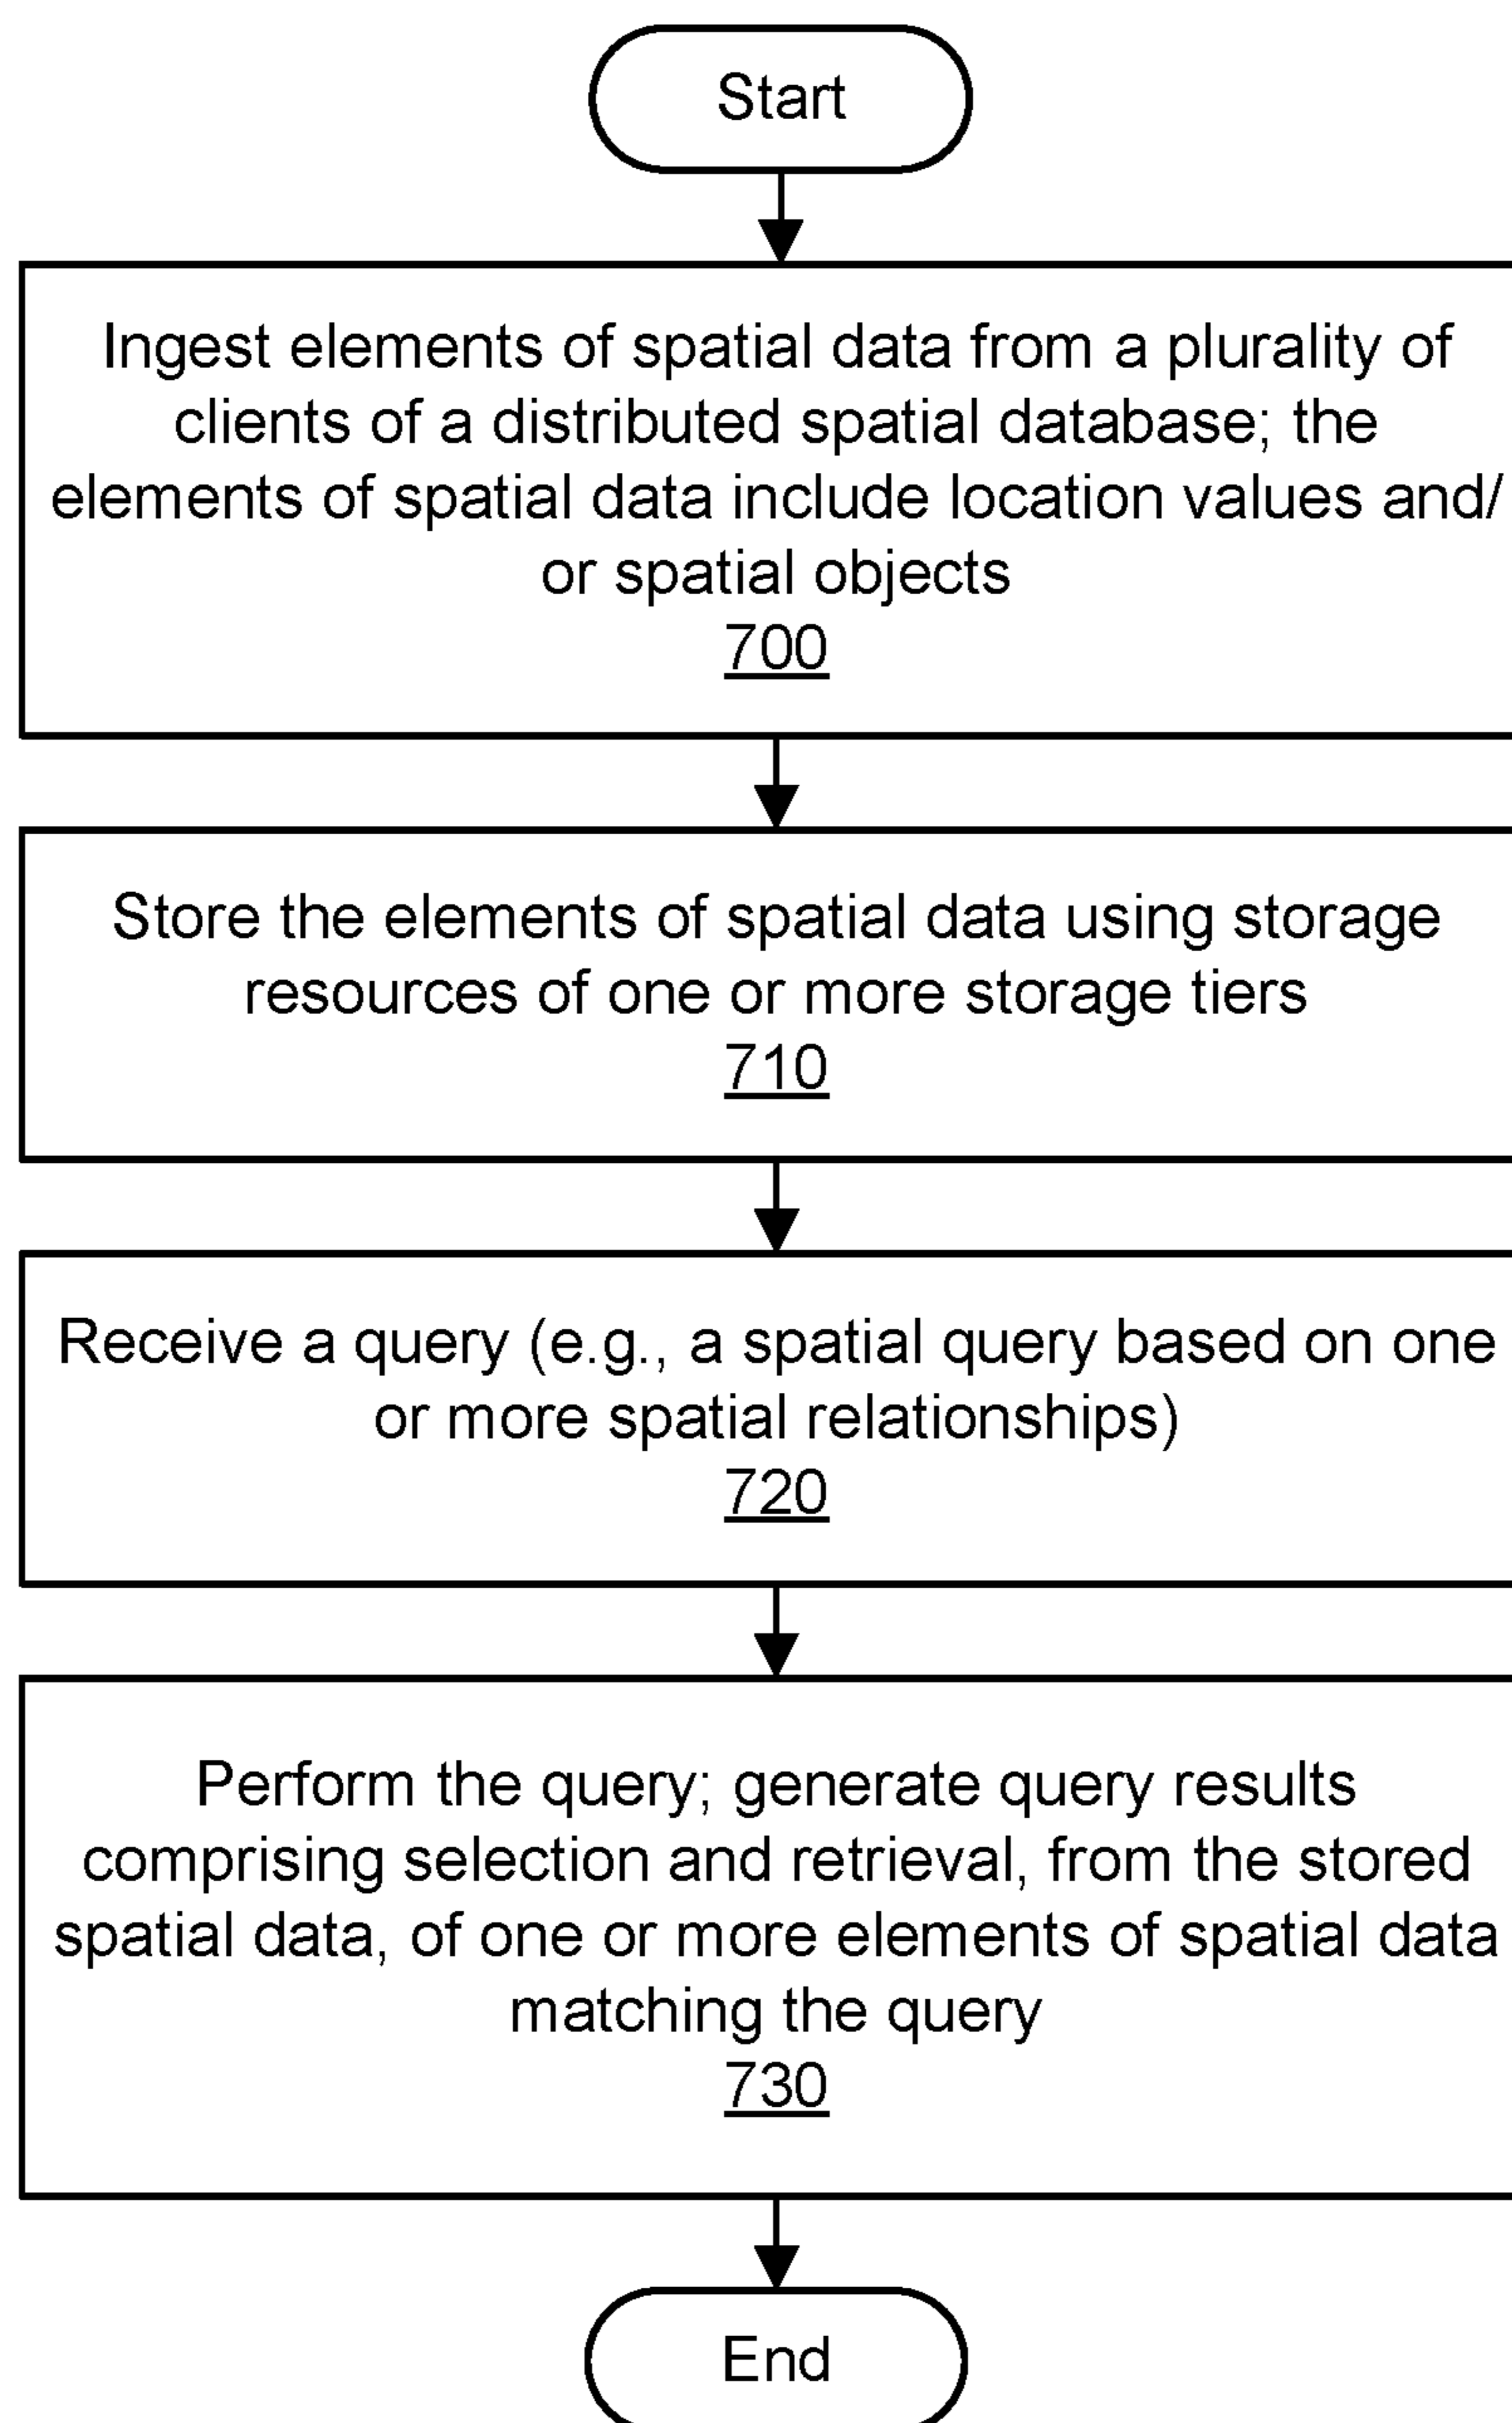 Start
Ingest elements of spatial data from a plurality of
clients of a distributed spatial database; the
elements of spatial data include location values and/
or spatial objects
700
Store the elements of spatial data using storage
resources of one or more storage tiers
710
Receive a query (e.g., a spatial query based on one
or more spatial relationships)
720
Perform the query; generate query results
comprising selection and retrieval, from the stored
spatial data, of one or more elements of spatial data
matching the query
730
End